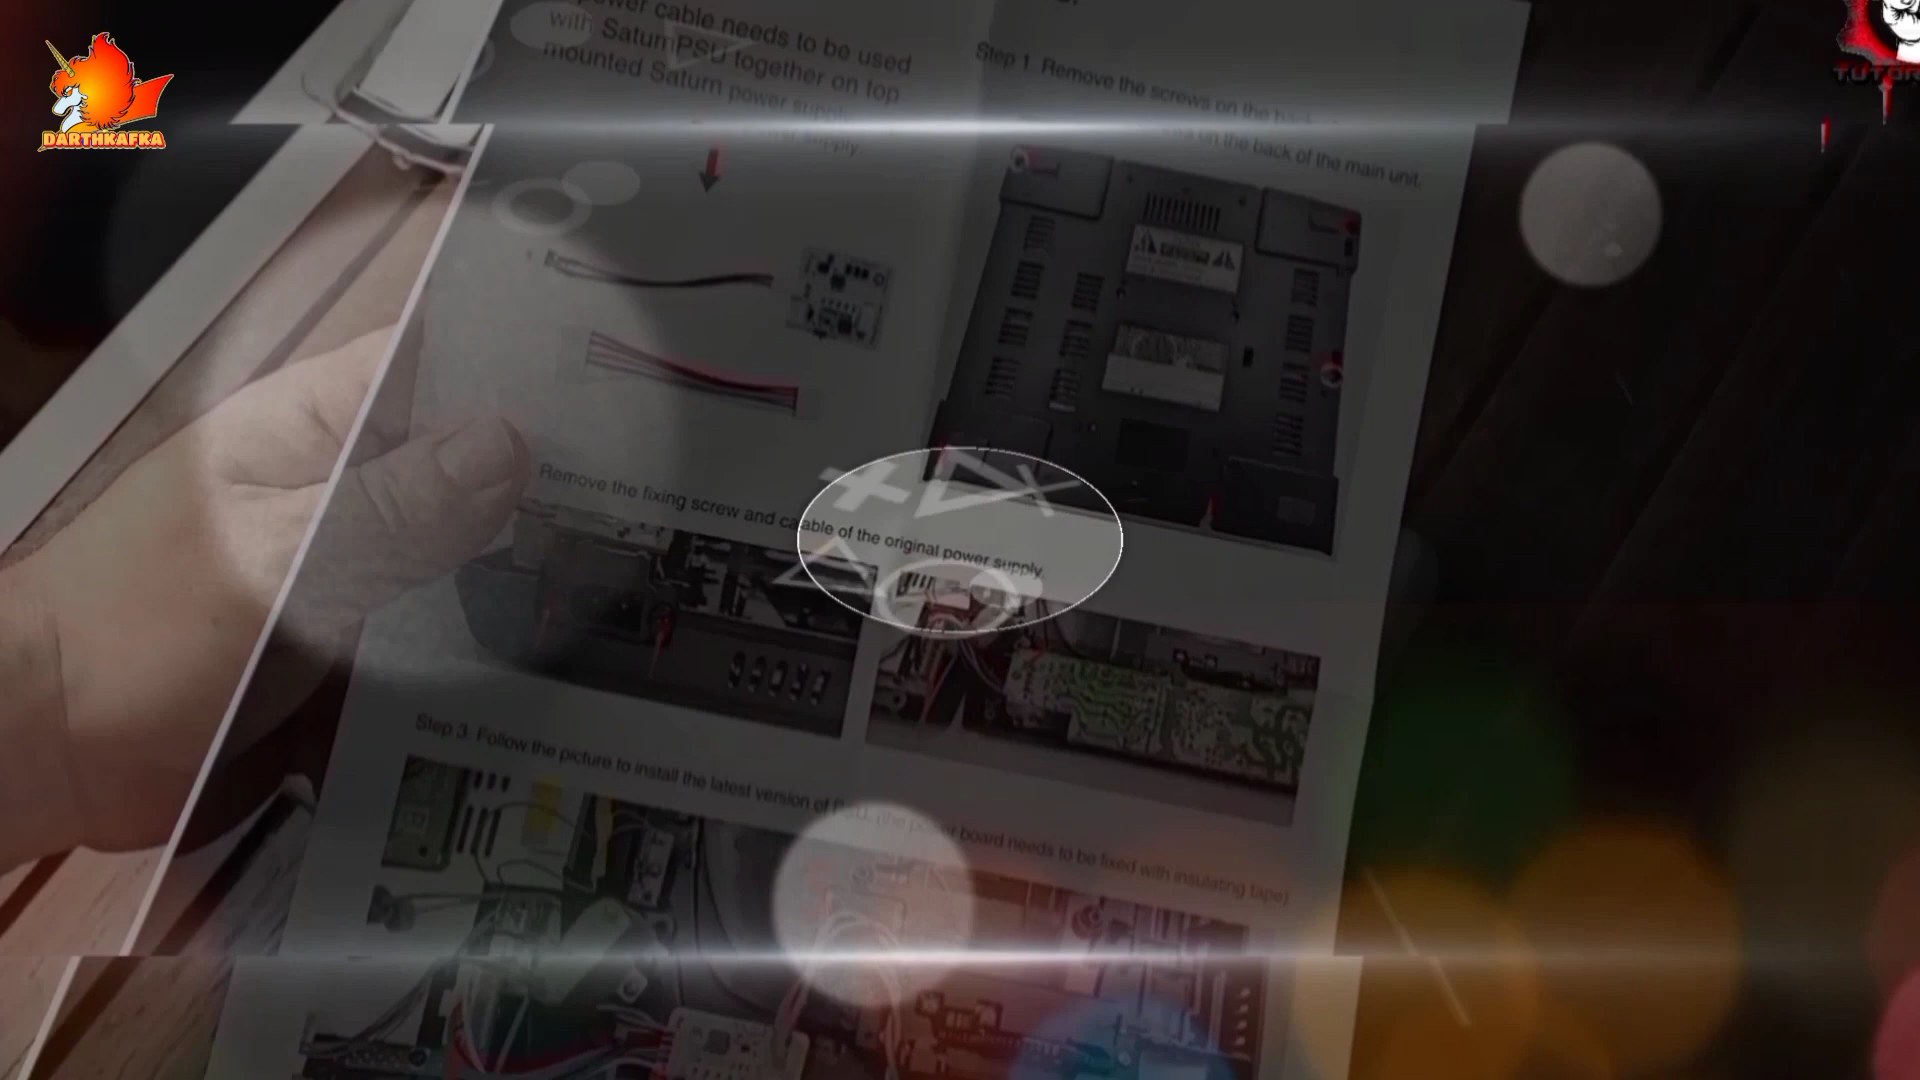 DARTHKAFKA
TUTOR
power cable needs to be used
with SaturnPSU together on top
mounted Saturn power supply.
Step 1. Remove the screws on the back
on the back of the main unit.
Remove the fixing screw and cable of the original power supply.
Step 3. Follow the picture to install the latest version of PSU. (the power board needs to be fixed with insulating tape)